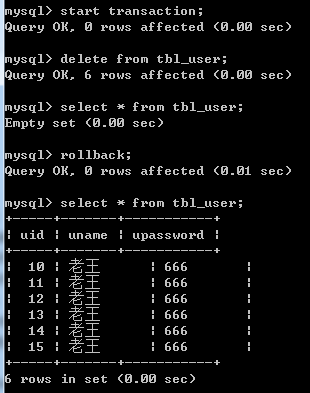 mysql> start transaction;
Query OK, 0 rows affected (0.00 sec)
mysql> delete from tbl_user;
Query OK, 6 rows affected (0.00 sec)
mysql> select * from tbl_user;
Empty set (0.00 sec)
mysql> rollback;
Query OK, 0 rows affected (0.01 sec)
mysql> select * from tbl_user;
+-----+-------+-----------+
| uid | uname | upassword |
+-----+-------+-----------+
| 10 | 老王 | 666 |
| 11 | 老王 | 666 |
| 12 | 老王 | 666 |
| 13 | 老王 | 666 |
| 14 | 老王 | 666 |
| 15 | 老王 | 666 |
+-----+-------+-----------+
6 rows in set (0.00 sec)